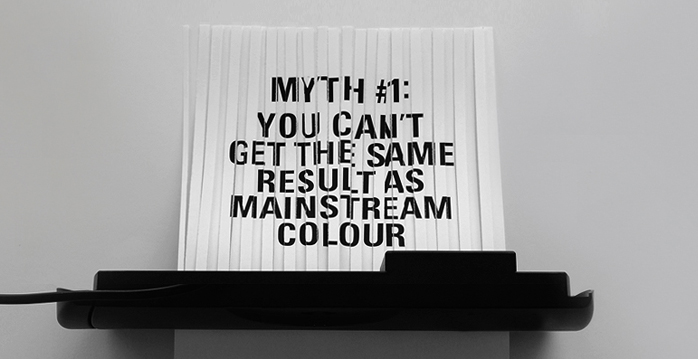 MYTH #1:
YOU CAN'T
GET THE SAME
RESULT AS
MAINSTREAM
COLOUR